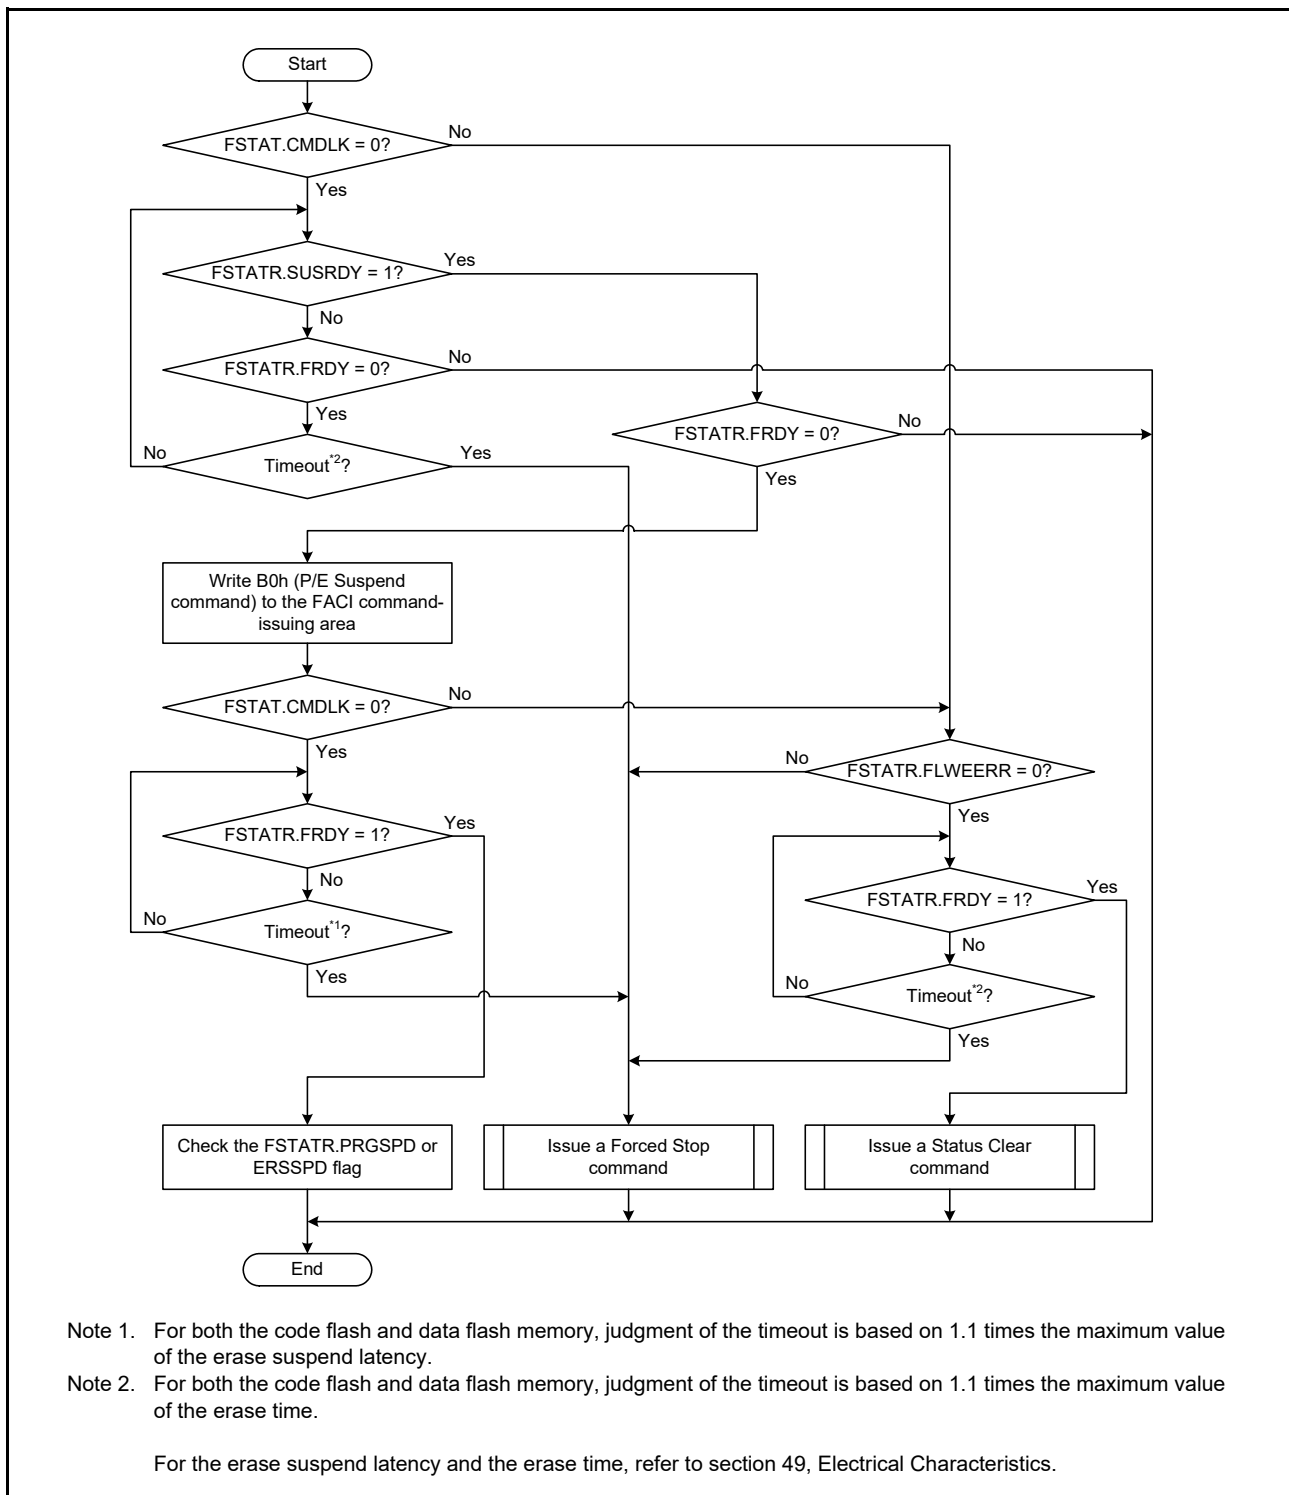 Start
FSTAT.CMDLK = 0?
No
Yes
FSTATR.SUSRDY = 1?
Yes
No
FSTATR.FRDY = 0?
No
Yes
FSTATR.FRDY = 0?
No
Yes
Timeout*2?
No
Yes
Write B0h (P/E Suspend
command) to the FACI command-
issuing area
FSTAT.CMDLK = 0?
No
Yes
FSTATR.FLWEERR = 0?
No
Yes
FSTATR.FRDY = 1?
Yes
No
FSTATR.FRDY = 1?
Yes
No
Timeout*1?
No
Yes
Timeout*2?
No
Yes
Check the FSTATR.PRGSPD or
ERSSPD flag
Issue a Forced Stop
command
Issue a Status Clear
command
End
Note 1. For both the code flash and data flash memory, judgment of the timeout is based on 1.1 times the maximum value
of the erase suspend latency.
Note 2. For both the code flash and data flash memory, judgment of the timeout is based on 1.1 times the maximum value
of the erase time.
For the erase suspend latency and the erase time, refer to section 49, Electrical Characteristics.